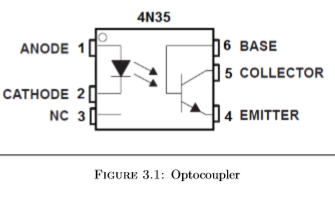 4N35
ANODE 1
6 BASE
5 COLLECTOR
CATHODE 2
NC 3
4 EMITTER
FIGURE 3.1: Optocoupler